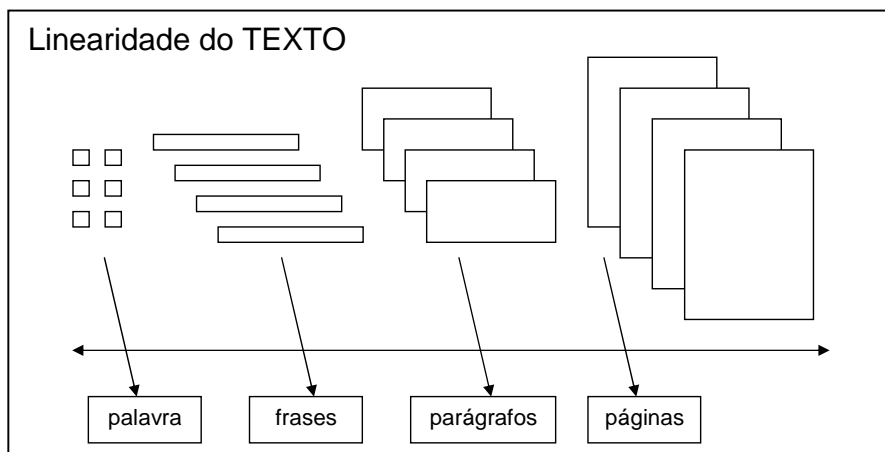 Linearidade do TEXTO
palavra
frases
parágrafos
páginas